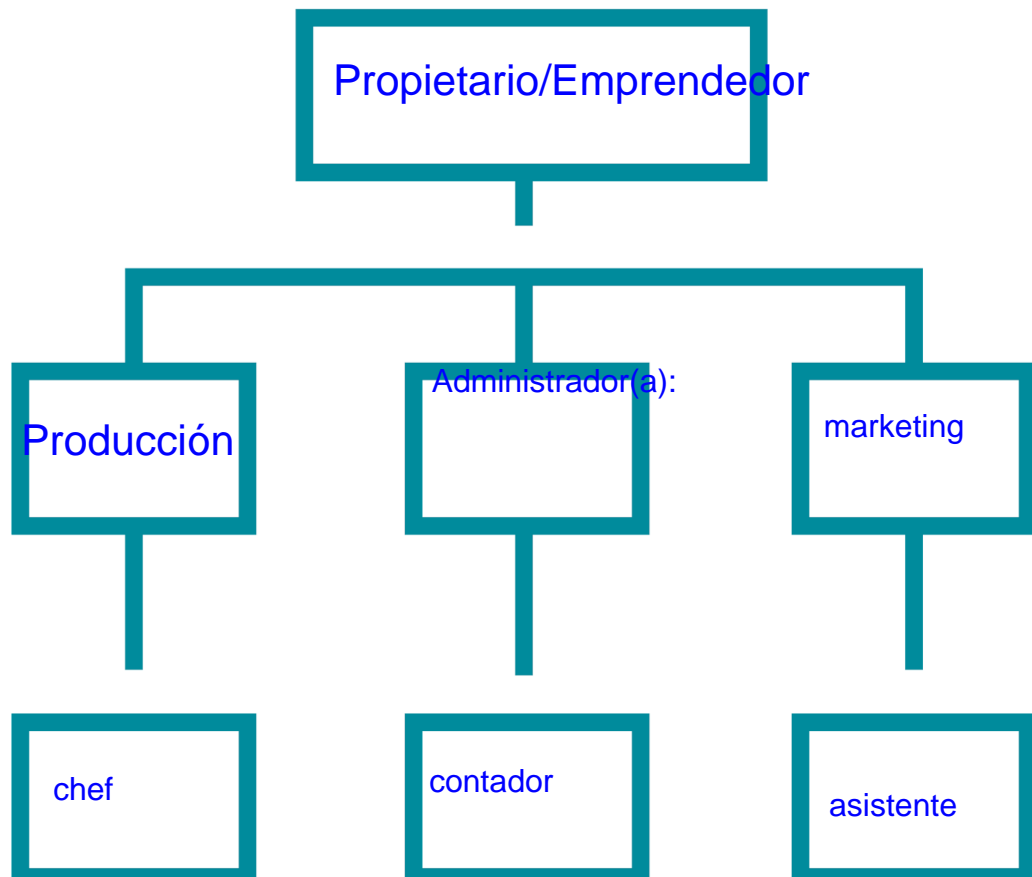 Propietario/Emprendedor
Administrador(a):
Producción
marketing
chef
contador
asistente